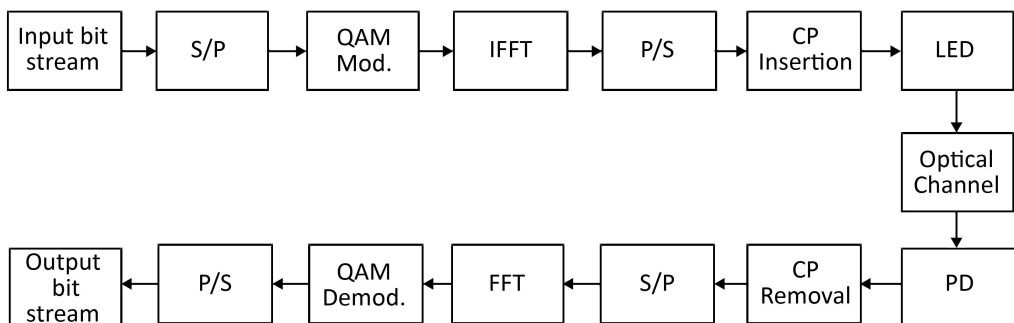 Input bit
stream
S/P
QAM
Mod.
IFFT
P/S
CP
Insertion
LED
Optical
Channel
PD
CP
Removal
S/P
FFT
QAM
Demod.
P/S
Output
bit
stream